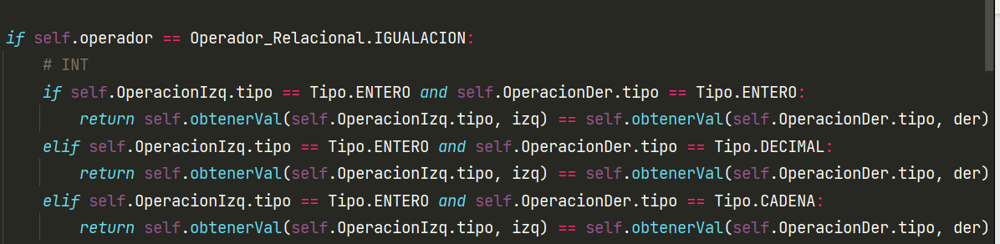 if self.operador == Operador_Relacional.IGUALACION:
    # INT
    if self.OperacionIzq.tipo == Tipo.ENTERO and self.OperacionDer.tipo == Tipo.ENTERO:
        return self.obtenerVal(self.OperacionIzq.tipo, izq) == self.obtenerVal(self.OperacionDer.tipo, der)
    elif self.OperacionIzq.tipo == Tipo.ENTERO and self.OperacionDer.tipo == Tipo.DECIMAL:
        return self.obtenerVal(self.OperacionIzq.tipo, izq) == self.obtenerVal(self.OperacionDer.tipo, der)
    elif self.OperacionIzq.tipo == Tipo.ENTERO and self.OperacionDer.tipo == Tipo.CADENA:
        return self.obtenerVal(self.OperacionIzq.tipo, izq) == self.obtenerVal(self.OperacionDer.tipo, der)